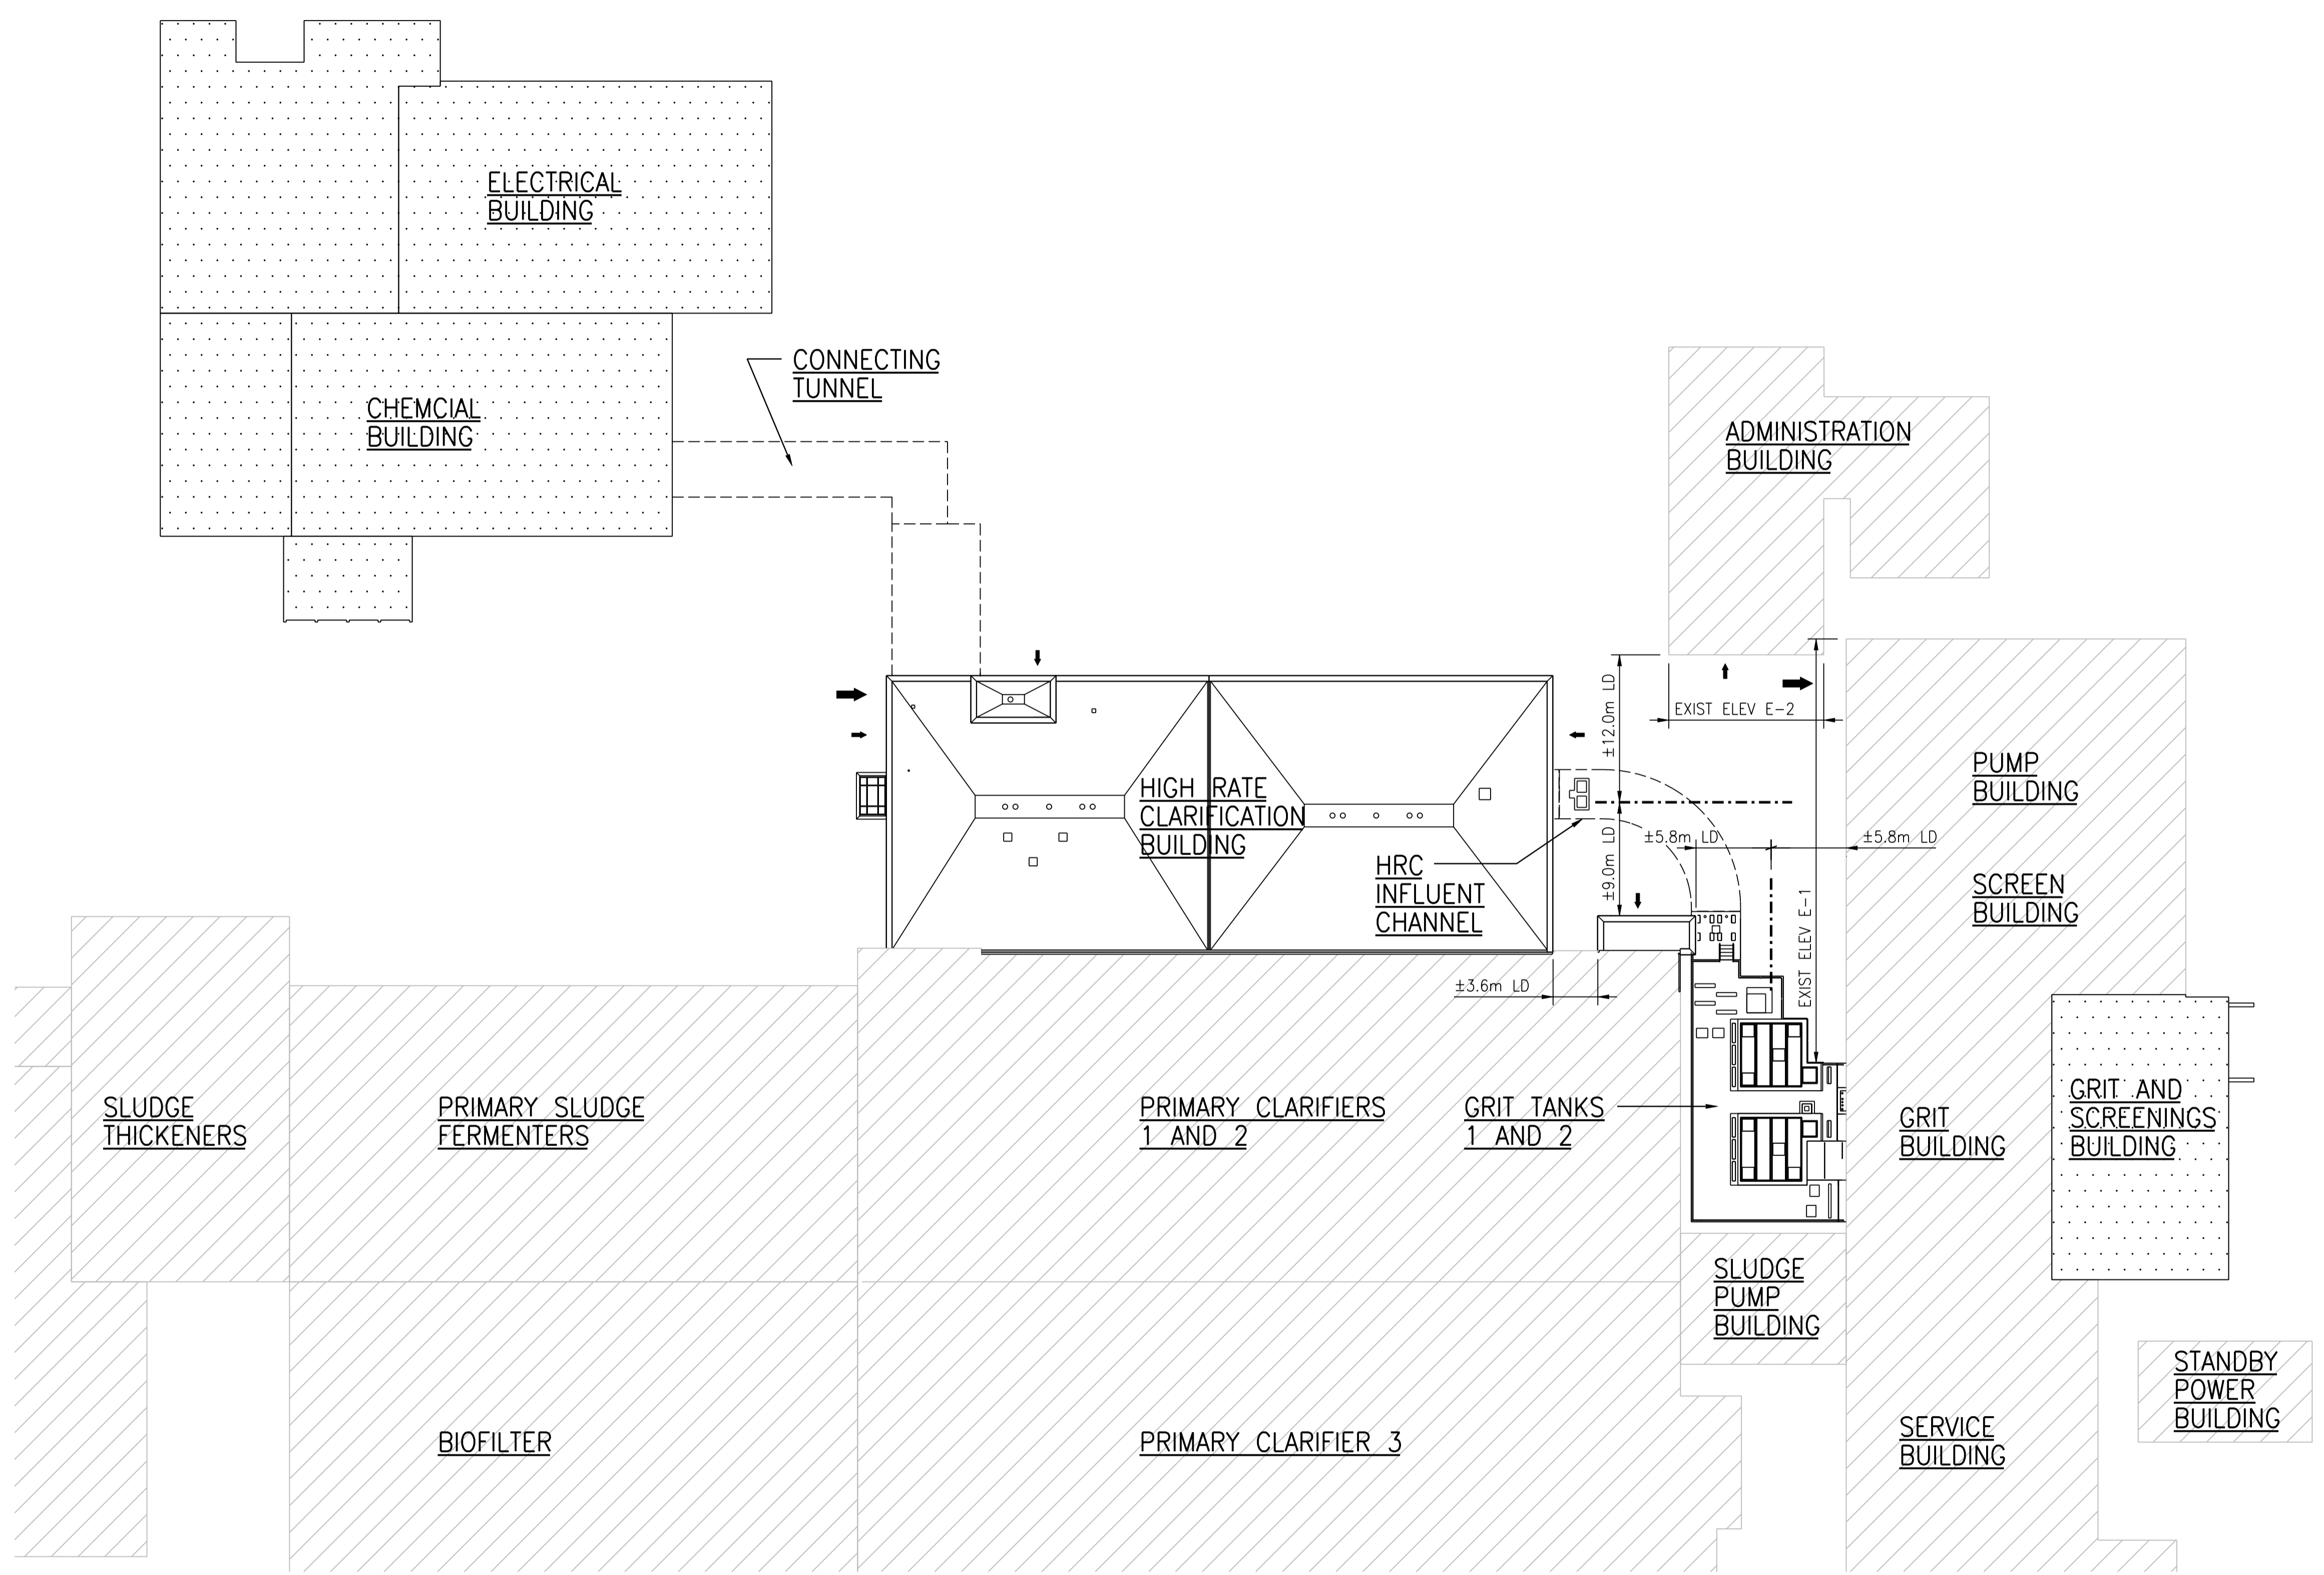 ELECTRICAL
BUILDING
CONNECTING
TUNNEL
CHEMCIAL
BUILDING
ADMINISTRATION
BUILDING
±12.0m LD
EXIST ELEV E-2
PUMP
BUILDING
HIGH RATE
CLARIFICATION
BUILDING
±5.8m LD
±5.8m LD
±9.0m LD
HRC
INFLUENT
CHANNEL
SCREEN
BUILDING
EXIST ELEV E-1
±3.6m LD
SLUDGE
THICKENERS
PRIMARY SLUDGE
FERMENTERS
PRIMARY CLARIFIERS
1 AND 2
GRIT TANKS
1 AND 2
GRIT
BUILDING
GRIT AND
SCREENINGS
BUILDING
SLUDGE
PUMP
BUILDING
STANDBY
POWER
BUILDING
BIOFILTER
PRIMARY CLARIFIER 3
SERVICE
BUILDING